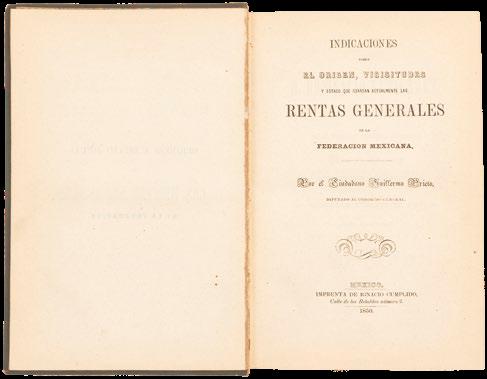 INDICACIONES
SOBRE
EL ORIGEN, VICISITUDES
Y ESTADO QUE GUARDAN ACTUALMENTE LAS
RENTAS GENERALES
DE LA
FEDERACION MEXICANA,
Por el Ciudadano Guillermo Prieto,
DIPUTADO AL CONGRESO GENERAL.
MEXICO.
IMPRENTA DE IGNACIO CUMPLIDO,
Calle de los Rebeldes número 2.
1850.